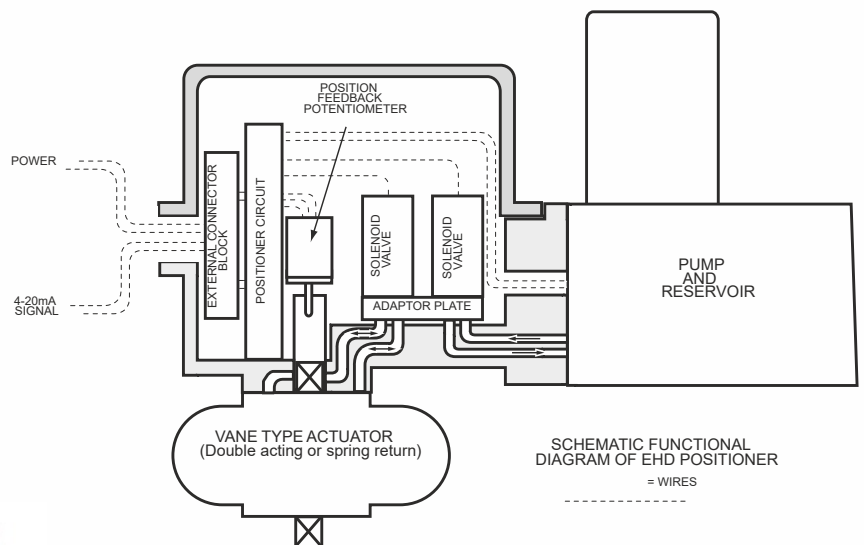 POSITION
FEEDBACK
POTENTIOMETER
POWER
4-20mA
SIGNAL
EXTERNAL CONNECTOR
BLOCK
POSITIONER CIRCUIT
SOLENOID
VALVE
SOLENOID
VALVE
ADAPTOR PLATE
PUMP
AND
RESERVOIR
VANE TYPE ACTUATOR
(Double acting or spring return)
SCHEMATIC FUNCTIONAL
DIAGRAM OF EHD POSITIONER
= WIRES